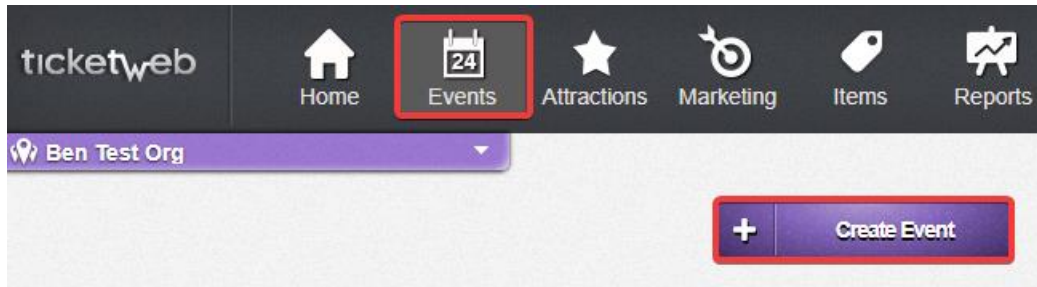 ticketweb
24
Home Events Attractions Marketing Items Reports
Ben Test Org
+ Create Event